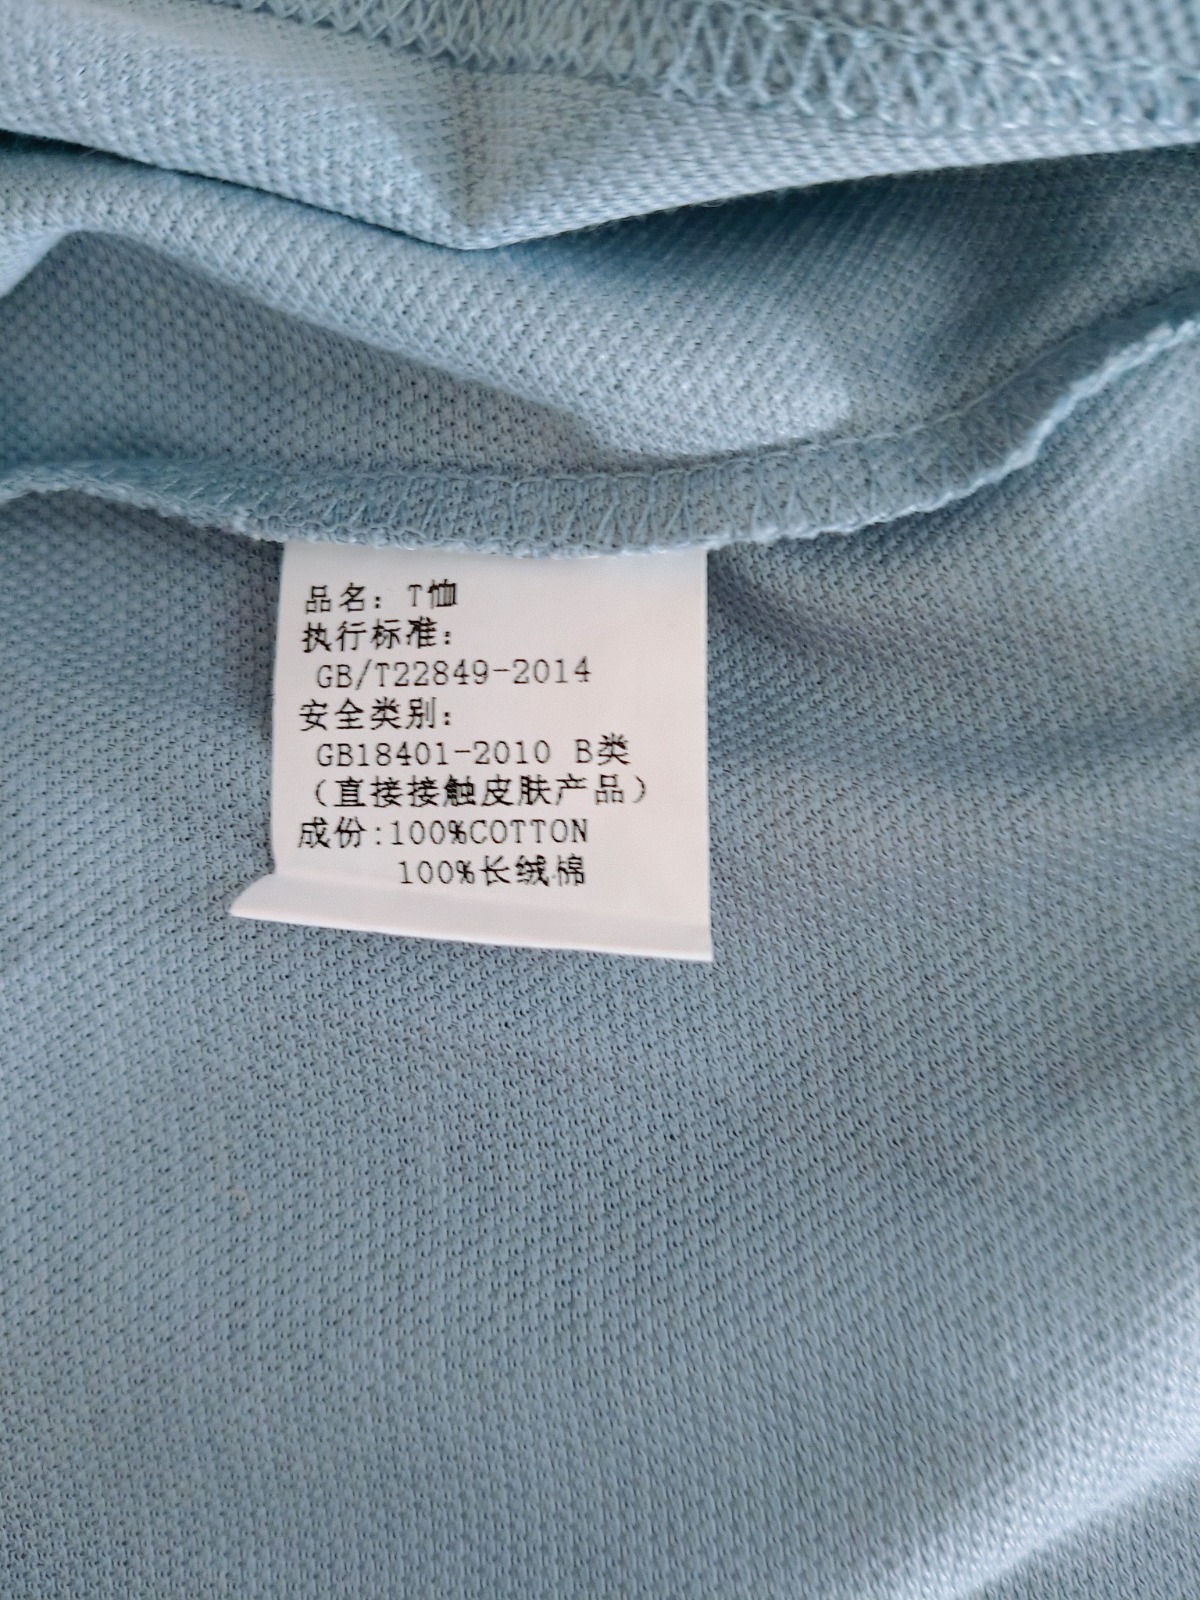 品名：T恤
执行标准：
GB/T22849-2014
安全类别：
GB18401-2010 B类
（直接接触皮肤产品）
成份:100%COTTON
100%长绒棉